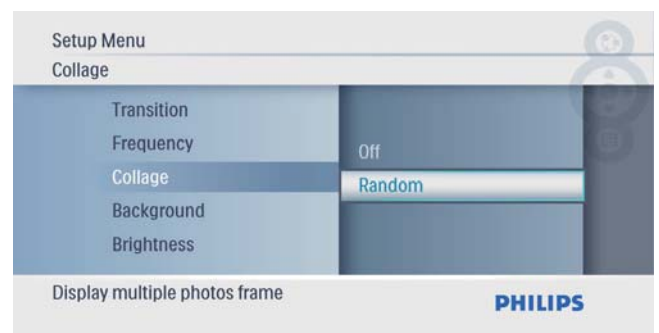 Setup Menu
Collage
Transition
Frequency
Collage
Background
Brightness
Off
Random
Display multiple photos frame
PHILIPS